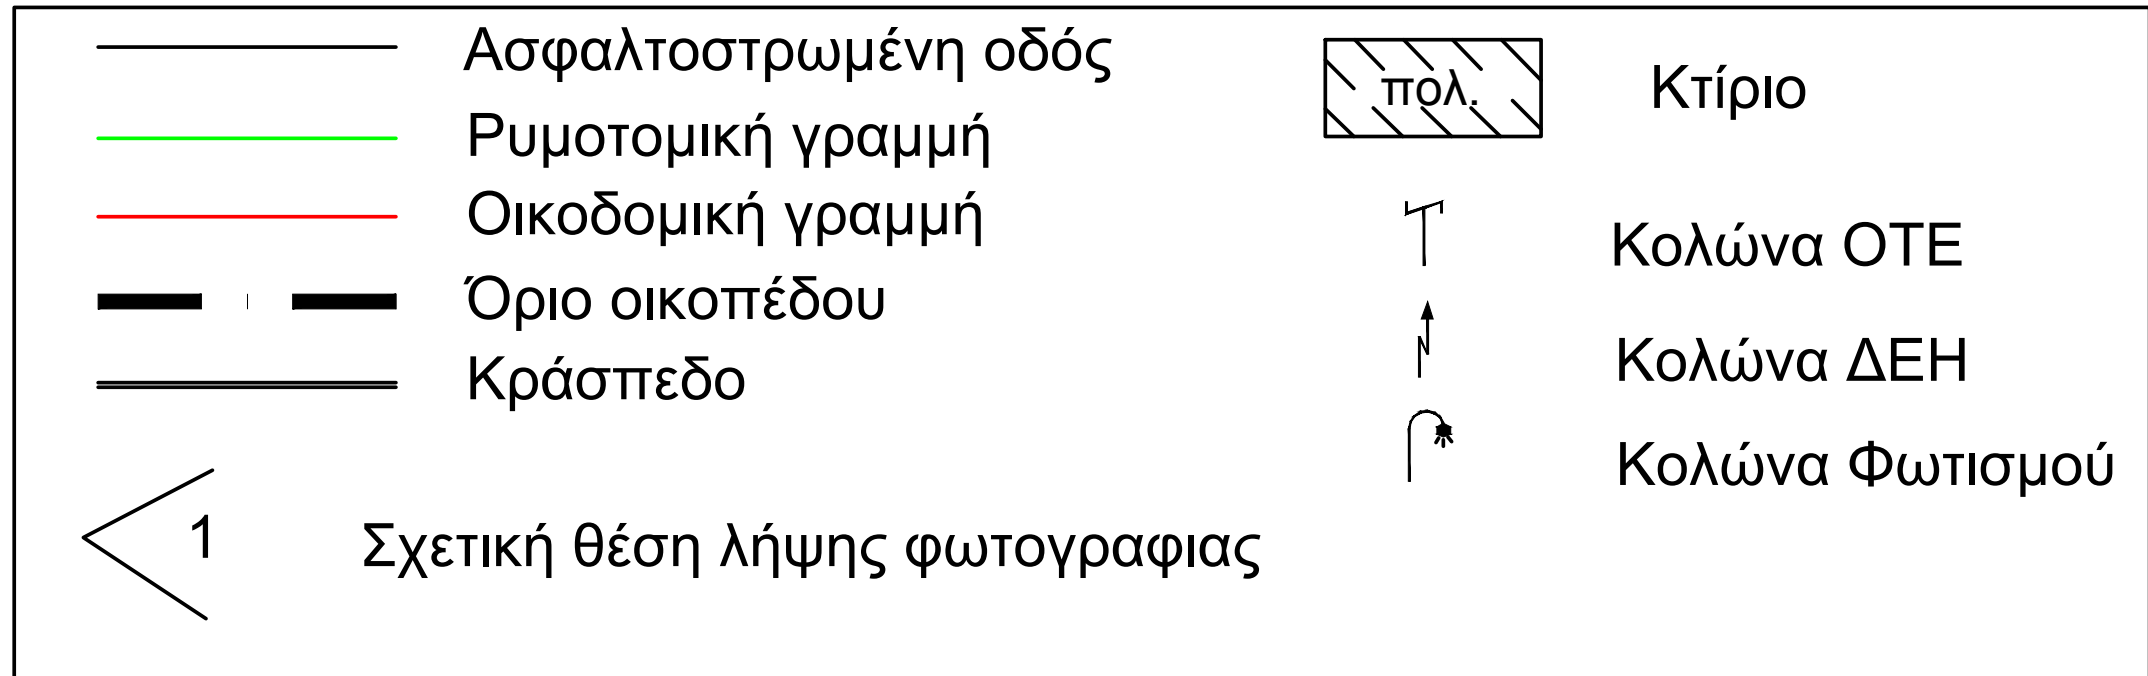 Ασφαλτοστρωμένη οδός
Ρυμοτομική γραμμή
Οικοδομική γραμμή
Όριο οικοπέδου
Κράσπεδο
1
Σχετική θέση λήψης φωτογραφιας
πολ.
Κτίριο
Κολώνα ΟΤΕ
Κολώνα ΔΕΗ
Κολώνα Φωτισμού